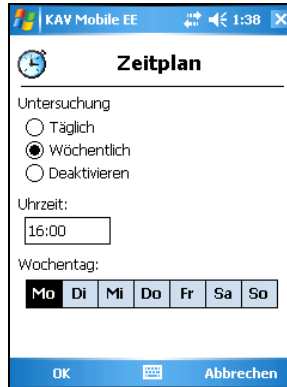 KAV Mobile EE 1:38
Zeitplan
Untersuchung
Täglich
Wöchentlich
Deaktivieren
Uhrzeit:
16:00
Wochentag:
Mo Di Mi Do Fr Sa So
OK Abbrechen